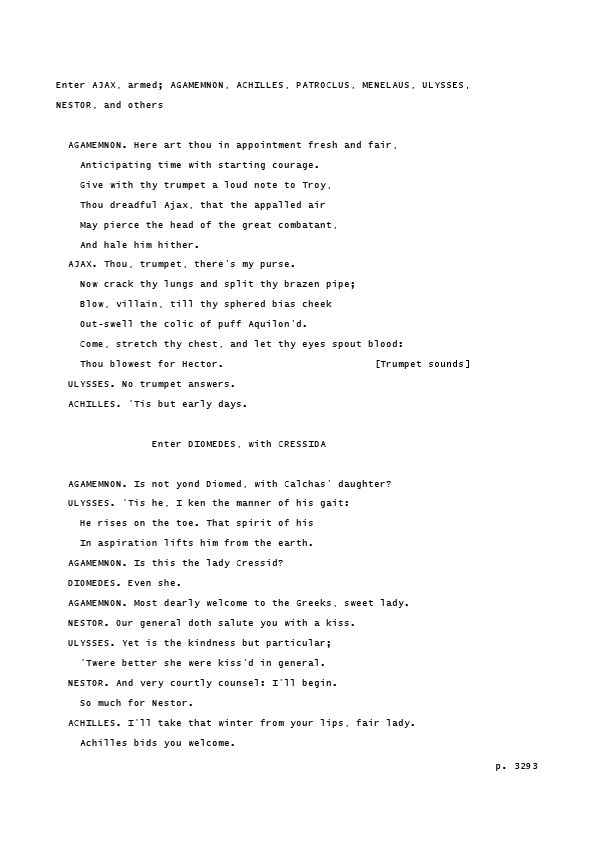 Enter AJAX, armed; AGAMEMNON, ACHILLES, PATROCLUS, MENELAUS, ULYSSES,
NESTOR, and others
AGAMEMNON. Here art thou in appointment fresh and fair,
Anticipating time with starting courage.
Give with thy trumpet a loud note to Troy,
Thou dreadful Ajax, that the appalled air
May pierce the head of the great combatant,
And hale him hither.
AJAX. Thou, trumpet, there's my purse.
Now crack thy lungs and split thy brazen pipe;
Blow, villain, till thy sphered bias cheek
Out-swell the colic of puff Aquilon'd.
Come, stretch thy chest, and let thy eyes spout blood:
Thou blowest for Hector. [Trumpet sounds]
ULYSSES. No trumpet answers.
ACHILLES. 'Tis but early days.
Enter DIOMEDES, with CRESSIDA
AGAMEMNON. Is not yond Diomed, with Calchas' daughter?
ULYSSES. 'Tis he, I ken the manner of his gait:
He rises on the toe. That spirit of his
In aspiration lifts him from the earth.
AGAMEMNON. Is this the lady Cressid?
DIOMEDES. Even she.
AGAMEMNON. Most dearly welcome to the Greeks, sweet lady.
NESTOR. Our general doth salute you with a kiss.
ULYSSES. Yet is the kindness but particular;
'Twere better she were kiss'd in general.
NESTOR. And very courtly counsel: I'll begin.
So much for Nestor.
ACHILLES. I'll take that winter from your lips, fair lady.
Achilles bids you welcome.
p. 3293